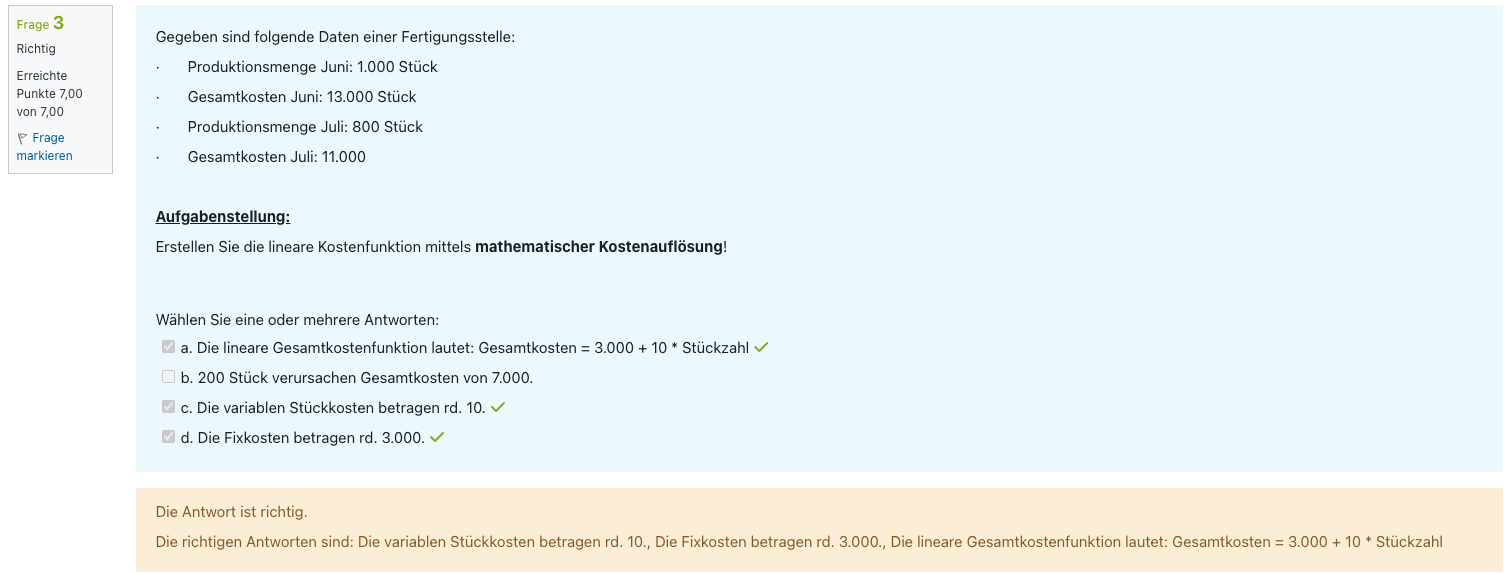 Frage 3
Richtig
Erreichte
Punkte 7,00
von 7,00
Frage
markieren
Gegeben sind folgende Daten einer Fertigungsstelle:
· Produktionsmenge Juni: 1.000 Stück
· Gesamtkosten Juni: 13.000 Stück
· Produktionsmenge Juli: 800 Stück
· Gesamtkosten Juli: 11.000
Aufgabenstellung:
Erstellen Sie die lineare Kostenfunktion mittels mathematischer Kostenauflösung!
Wählen Sie eine oder mehrere Antworten:
a. Die lineare Gesamtkostenfunktion lautet: Gesamtkosten = 3.000 + 10 * Stückzahl
b. 200 Stück verursachen Gesamtkosten von 7.000.
c. Die variablen Stückkosten betragen rd. 10.
d. Die Fixkosten betragen rd. 3.000.
Die Antwort ist richtig.
Die richtigen Antworten sind: Die variablen Stückkosten betragen rd. 10., Die Fixkosten betragen rd. 3.000., Die lineare Gesamtkostenfunktion lautet: Gesamtkosten = 3.000 + 10 * Stückzahl